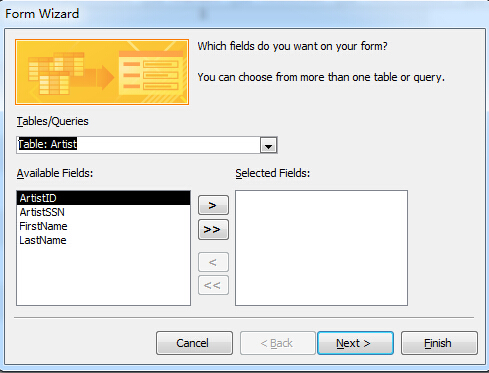 Form Wizard
Which fields do you want on your form?
You can choose from more than one table or query.
Tables/Queries
Table: Artist
Available Fields:
Selected Fields:
ArtistID
ArtistSSN
FirstName
LastName
>
>>
<
<<
Cancel
< Back
Next >
Finish